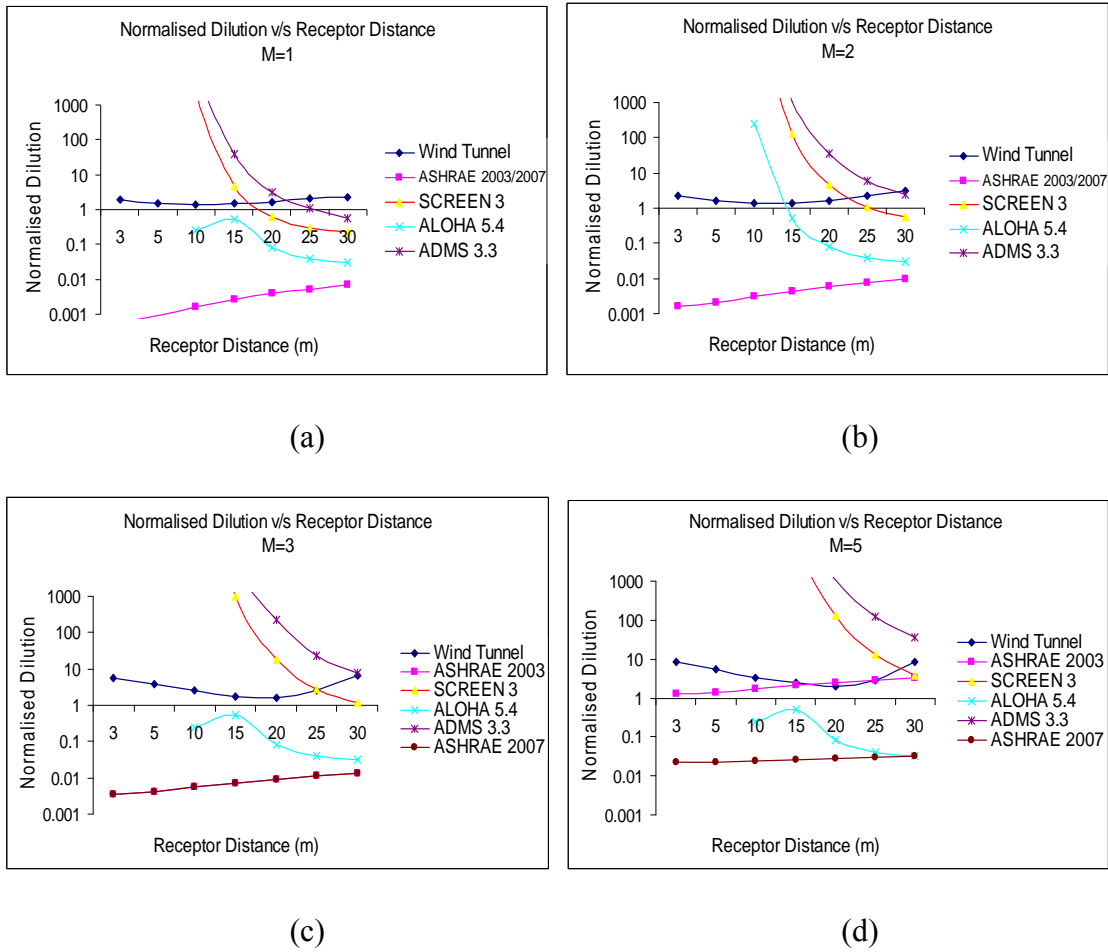 Normalised Dilution v/s Receptor Distance
M=1
Normalised Dilution
1000
100
10
1
0.1
0.01
0.001
3 5 10 15 20 25 30
Receptor Distance (m)
Wind Tunnel
ASHRAE 2003/2007
SCREEN 3
ALOHA 5.4
ADMS 3.3
(a)
Normalised Dilution v/s Receptor Distance
M=2
Normalised Dilution
1000
100
10
1
0.1
0.01
0.001
3 5 10 15 20 25 30
Receptor Distance (m)
Wind Tunnel
ASHRAE 2003/2007
SCREEN 3
ALOHA 5.4
ADMS 3.3
(b)
Normalised Dilution v/s Receptor Distance
M=3
Normalised Dilution
1000
100
10
1
0.1
0.01
0.001
3 5 10 15 20 25 30
Receptor Distance (m)
Wind Tunnel
ASHRAE 2003
SCREEN 3
ALOHA 5.4
ADMS 3.3
ASHRAE 2007
(c)
Normalised Dilution v/s Receptor Distance
M=5
Normalised Dilution
1000
100
10
1
0.1
0.01
0.001
3 5 10 15 20 25 30
Receptor Distance (m)
Wind Tunnel
ASHRAE 2003
SCREEN 3
ALOHA 5.4
ADMS 3.3
ASHRAE 2007
(d)